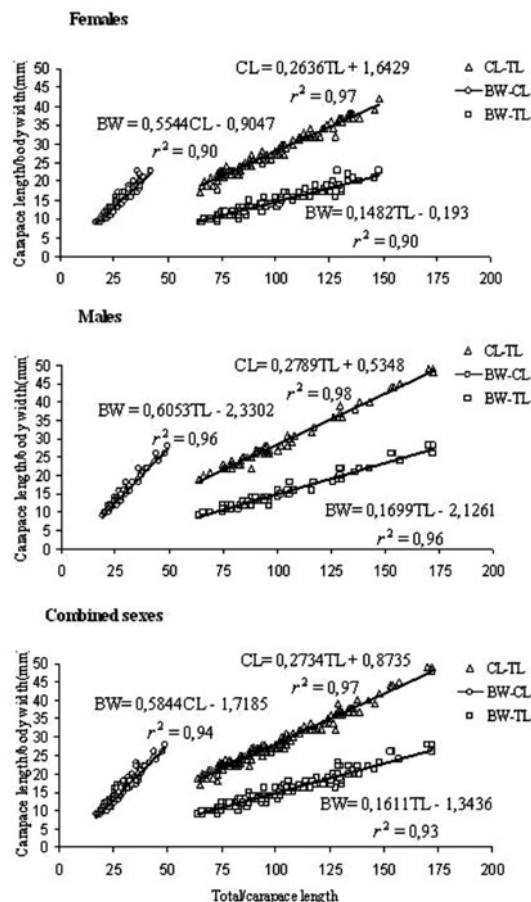 Females
CL= 0,2636TL + 1,6429
r² = 0,97
BW= 0,5544CL - 0,9047
r² = 0,90
BW= 0,1482TL - 0,193
r² = 0,90
△ CL-TL
○ BW-CL
□ BW-TL
Carapace length/body width(mm)
50
45
40
35
30
25
20
15
10
5
0
0 25 50 75 100 125 150 175 200
Males
CL= 0,2789TL + 0,5348
r² = 0,98
BW = 0,6053TL - 2,3302
r² = 0,96
BW= 0,1699TL - 2,1261
r² = 0,96
△ CL-TL
○ BW-CL
□ BW-TL
Carapace length/body width(mm)
50
45
40
35
30
25
20
15
10
5
0
0 25 50 75 100 125 150 175 200
Combined sexes
CL= 0,2734TL + 0,8735
r² = 0,97
BW= 0,5844CL - 1,7185
r² = 0,94
BW= 0,1611TL - 1,3436
r² = 0,93
△ CL-TL
○ BW-CL
□ BW-TL
Carapace length/body width(mm)
50
45
40
35
30
25
20
15
10
5
0
0 25 50 75 100 125 150 175 200
Total/carapace length